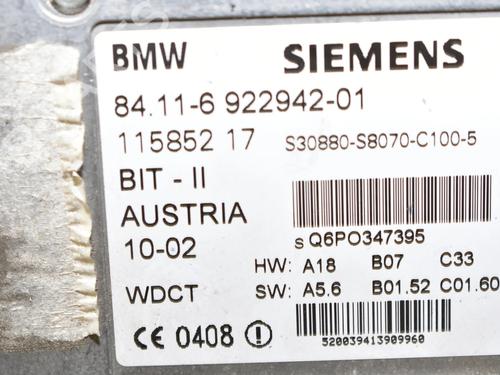 BMW SIEMENS
84.11-6 922942-01
115852 17 S30880-S8070-C100-5
BIT - II
AUSTRIA
10-02 S Q6PO347395
HW: A18 B07 C33
WDCT SW: A5.6 B01.52 C01.60
CE 0408 !
520039413909960